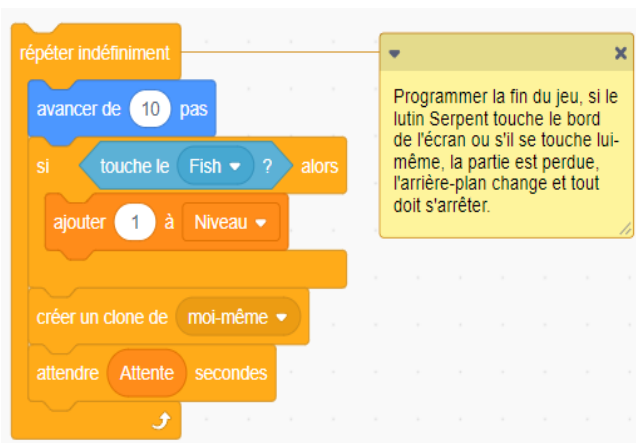 répéter indéfiniment
avancer de 10 pas
si touche le Fish ? alors
ajouter 1 à Niveau
créer un clone de moi-même
attendre Attente secondes
Programmer la fin du jeu, si le
lutin Serpent touche le bord
de l'écran ou s'il se touche lui-
même, la partie est perdue,
l'arrière-plan change et tout
doit s'arrêter.